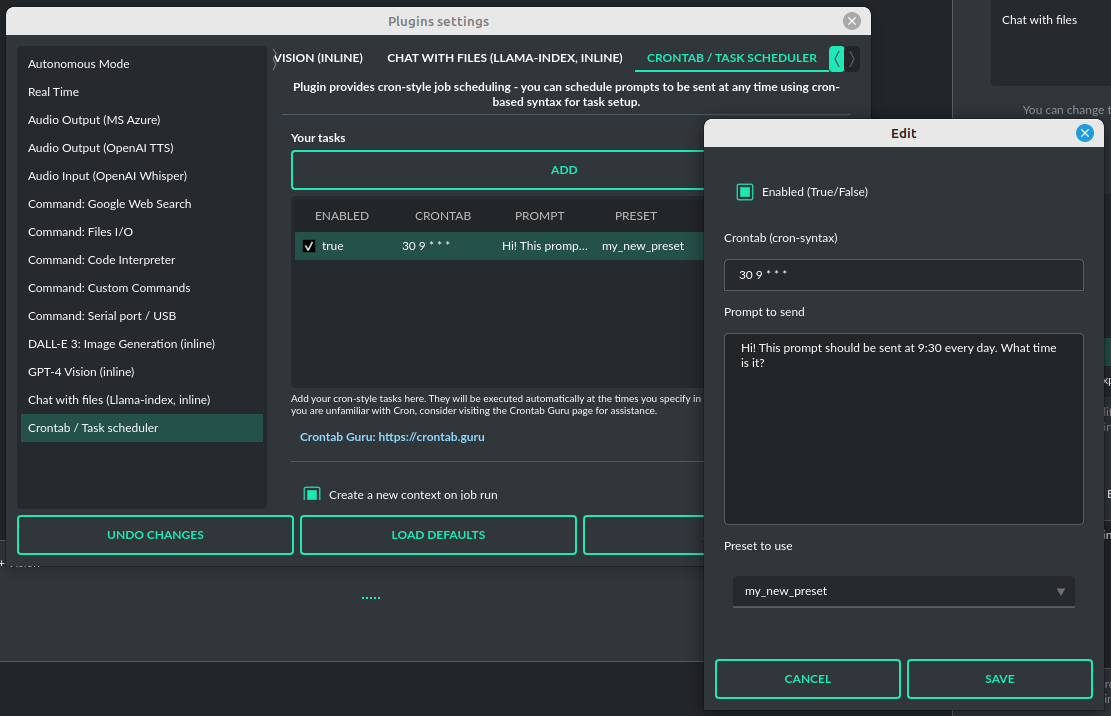 Plugins settings
Autonomous Mode
Real Time
Audio Output (MS Azure)
Audio Output (OpenAI TTS)
Audio Input (OpenAI Whisper)
Command: Google Web Search
Command: Files I/O
Command: Code Interpreter
Command: Custom Commands
Command: Serial port / USB
DALL-E 3: Image Generation (inline)
GPT-4 Vision (inline)
Chat with files (Llama-index, inline)
Crontab / Task scheduler
VISION (INLINE) CHAT WITH FILES (LLAMA-INDEX, INLINE) CRONTAB / TASK SCHEDULER
Plugin provides cron-style job scheduling - you can schedule prompts to be sent at any time using cron-
based syntax for task setup.
Your tasks
ADD
ENABLED CRONTAB PROMPT PRESET
true 30 9 * * * Hi! This promp... my_new_preset
Add your cron-style tasks here. They will be executed automatically at the times you specify in
you are unfamiliar with Cron, consider visiting the Crontab Guru page for assistance.
Crontab Guru: https://crontab.guru
Create a new context on job run
UNDO CHANGES LOAD DEFAULTS
.....
Chat with files
You can change t
Edit
Enabled (True/False)
Crontab (cron-syntax)
30 9 * * *
Prompt to send
Hi! This prompt should be sent at 9:30 every day. What time
is it?
Preset to use
my_new_preset
CANCEL SAVE